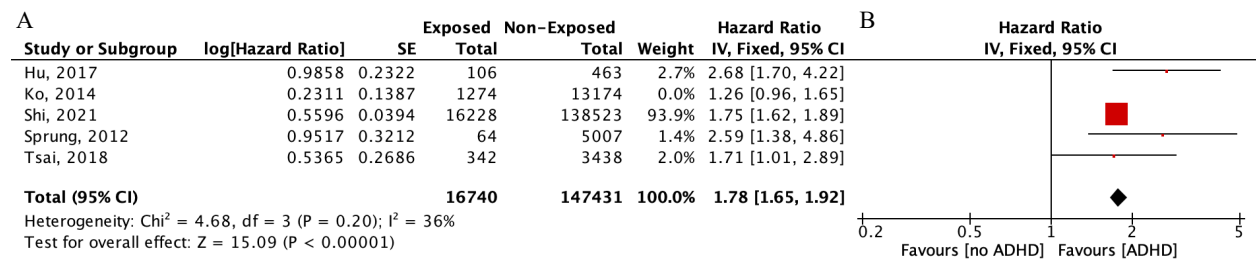 A
B
Exposed Non-Exposed Hazard Ratio Hazard Ratio
Study or Subgroup log[Hazard Ratio] SE Total Total Weight IV, Fixed, 95% CI IV, Fixed, 95% CI
Hu, 2017 0.9858 0.2322 106 463 2.7% 2.68 [1.70, 4.22]
Ko, 2014 0.2311 0.1387 1274 13174 0.0% 1.26 [0.96, 1.65]
Shi, 2021 0.5596 0.0394 16228 138523 93.9% 1.75 [1.62, 1.89]
Sprung, 2012 0.9517 0.3212 64 5007 1.4% 2.59 [1.38, 4.86]
Tsai, 2018 0.5365 0.2686 342 3438 2.0% 1.71 [1.01, 2.89]
Total (95% CI) 16740 147431 100.0% 1.78 [1.65, 1.92]
Heterogeneity: Chi² = 4.68, df = 3 (P = 0.20); I² = 36%
Test for overall effect: Z = 15.09 (P < 0.00001)
0.2 0.5 1 2 5
Favours [no ADHD] Favours [ADHD]